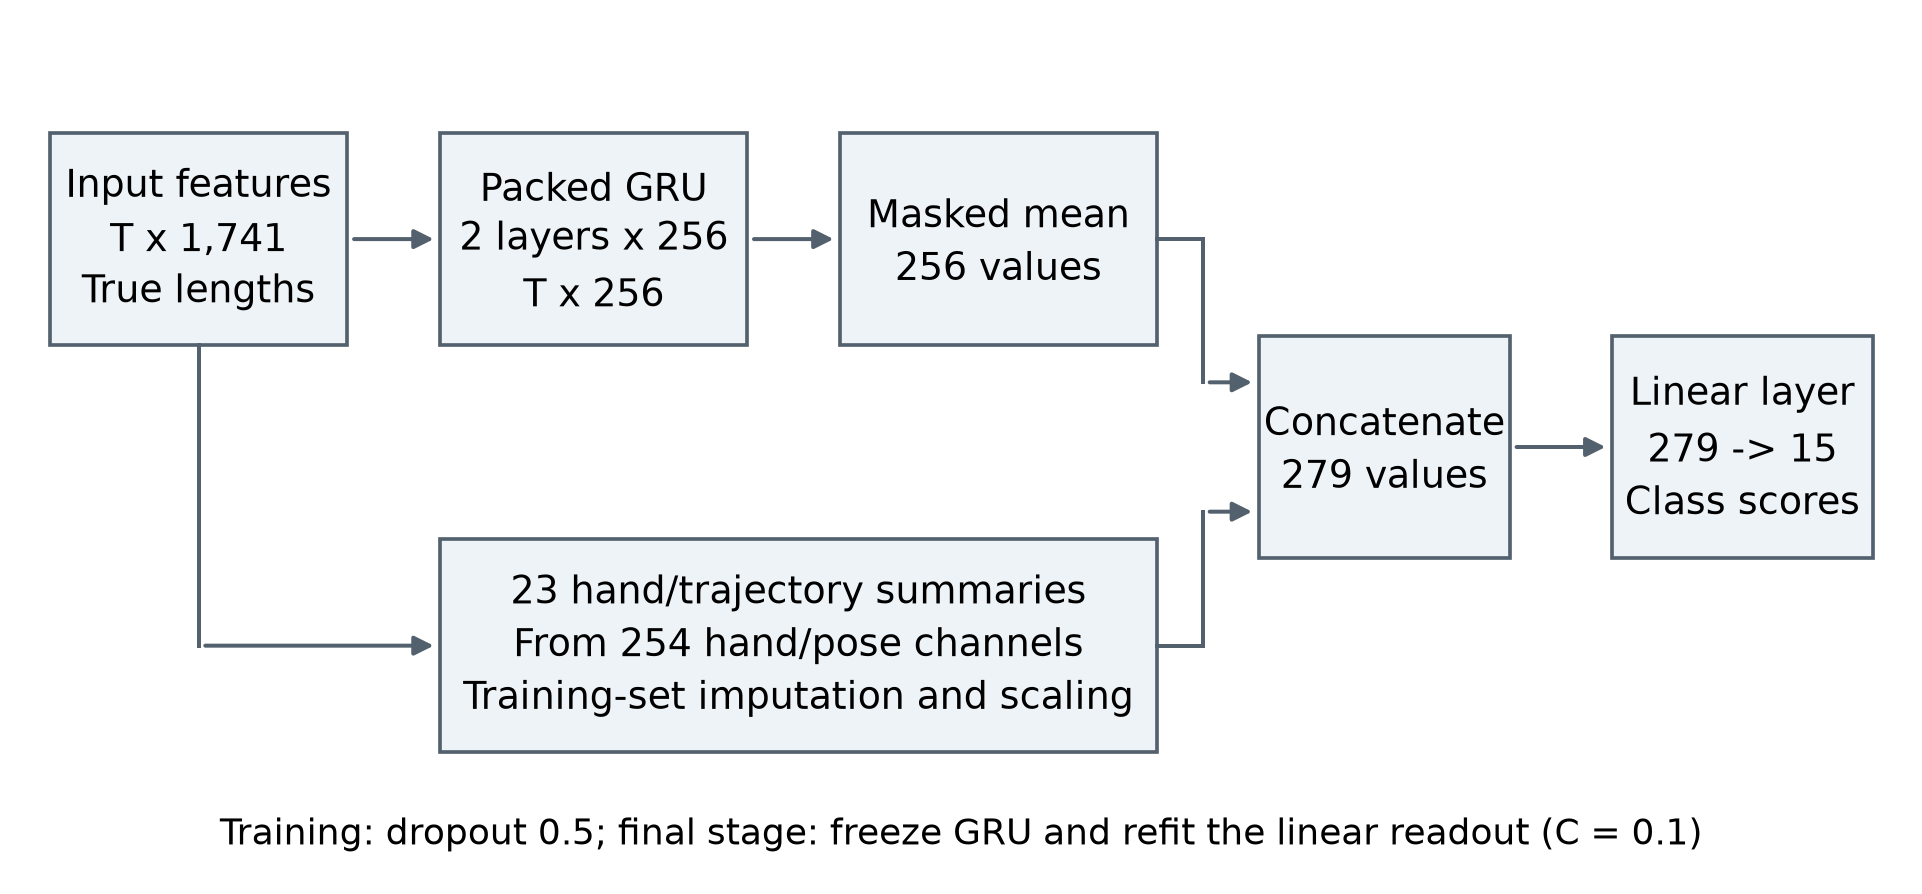 Input features
T x 1,741
True lengths
Packed GRU
2 layers x 256
T x 256
Masked mean
256 values
Concatenate
279 values
Linear layer
279 -> 15
Class scores
23 hand/trajectory summaries
From 254 hand/pose channels
Training-set imputation and scaling
Training: dropout 0.5; final stage: freeze GRU and refit the linear readout (C = 0.1)